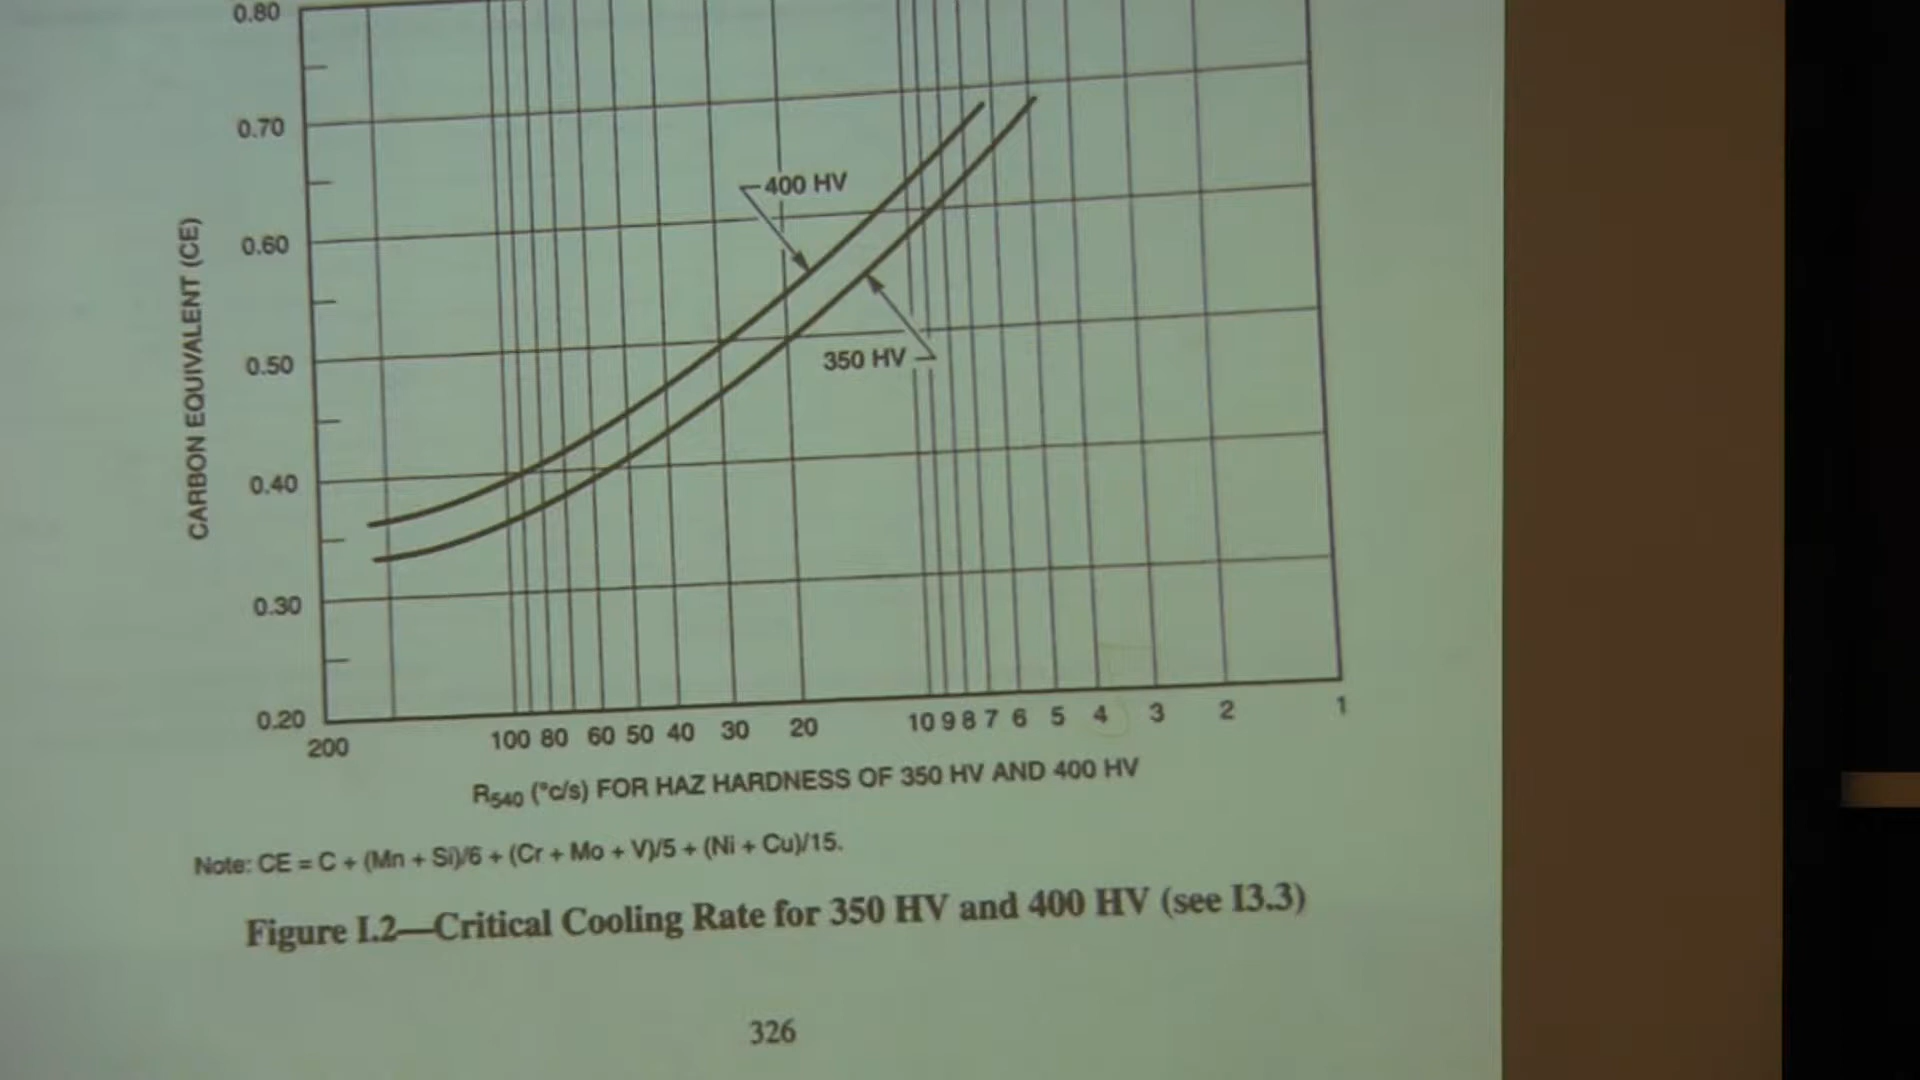 0.80
0.70
0.60
0.50
0.40
0.30
0.20
CARBON EQUIVALENT (CE)
400 HV
350 HV
200 100 80 60 50 40 30 20 10 9 8 7 6 5 4 3 2 1
R540 (°c/s) FOR HAZ HARDNESS OF 350 HV AND 400 HV
Note: CE = C + (Mn + Si)/6 + (Cr + Mo + V)/5 + (Ni + Cu)/15.
Figure I.2—Critical Cooling Rate for 350 HV and 400 HV (see I3.3)
326